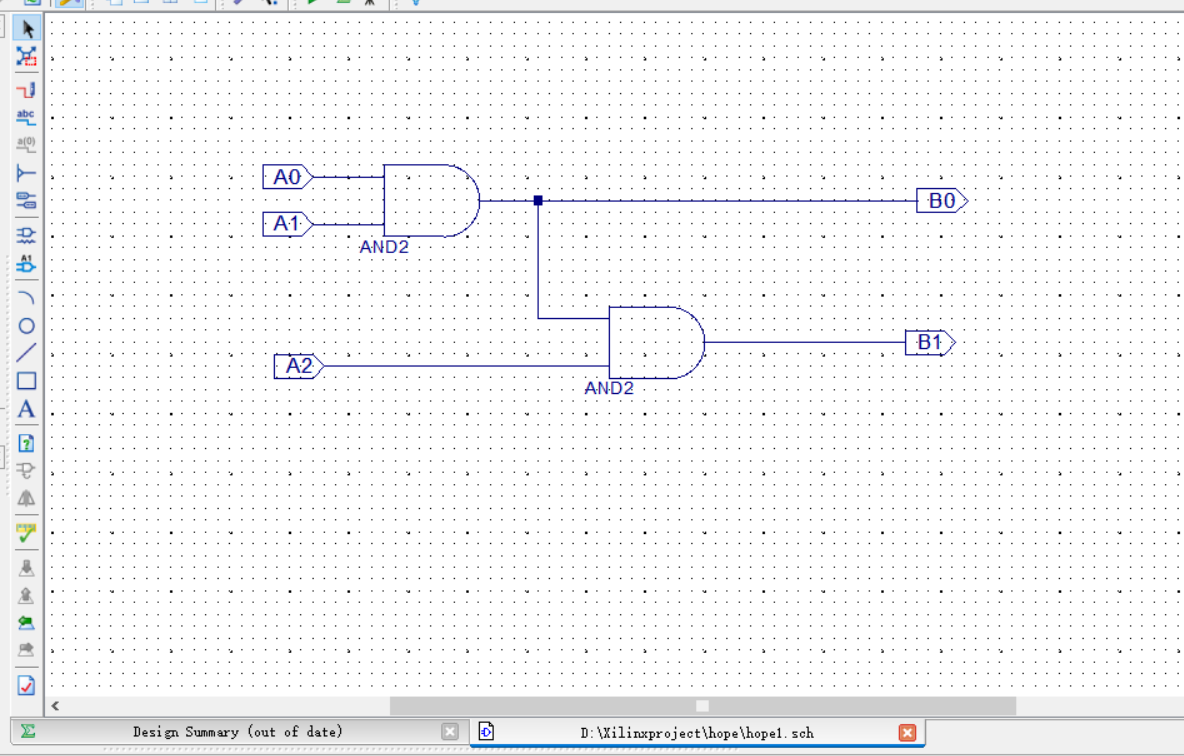 abc
a(0)
A1
A
A0
A1
AND2
B0
A2
AND2
B1
Design Summary (out of date)
D:\Xilinxproject\hope\hope1.sch